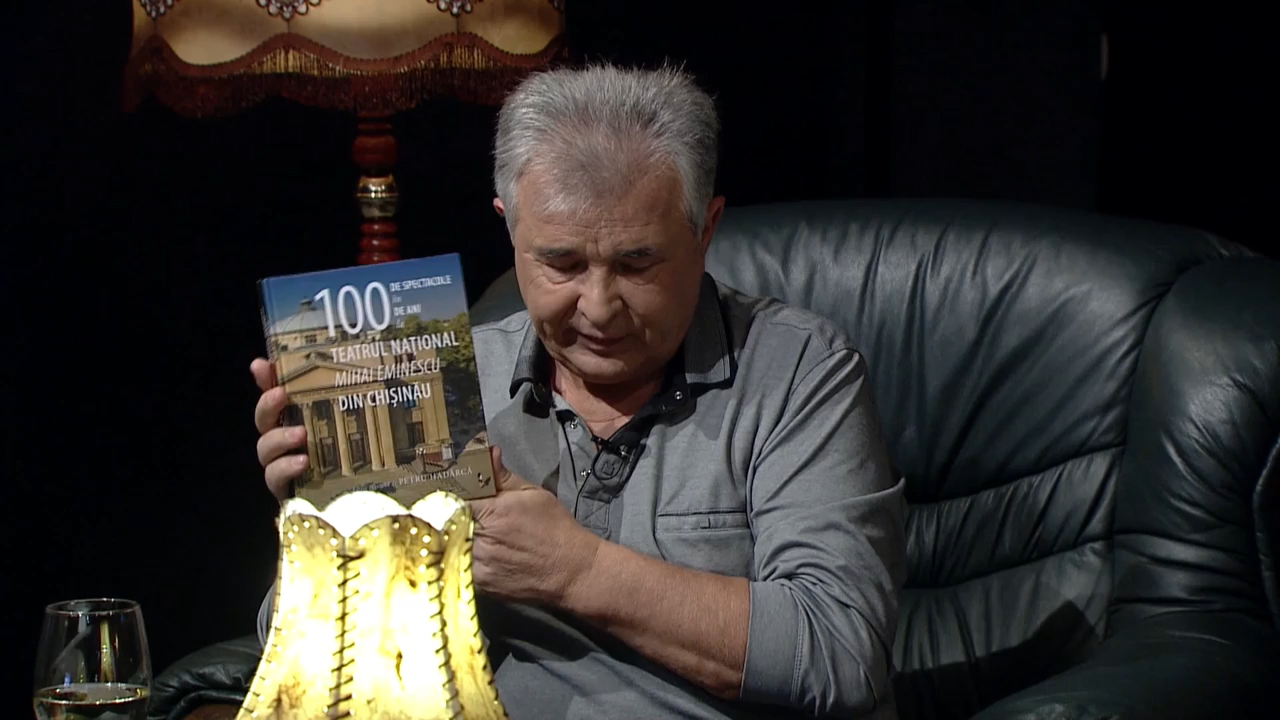 100
DE SPECTACOLE
DE ANI
TEATRUL NAȚIONAL
MIHAI EMINESCU
DIN CHIȘINĂU
PETRU HADÂRCĂ